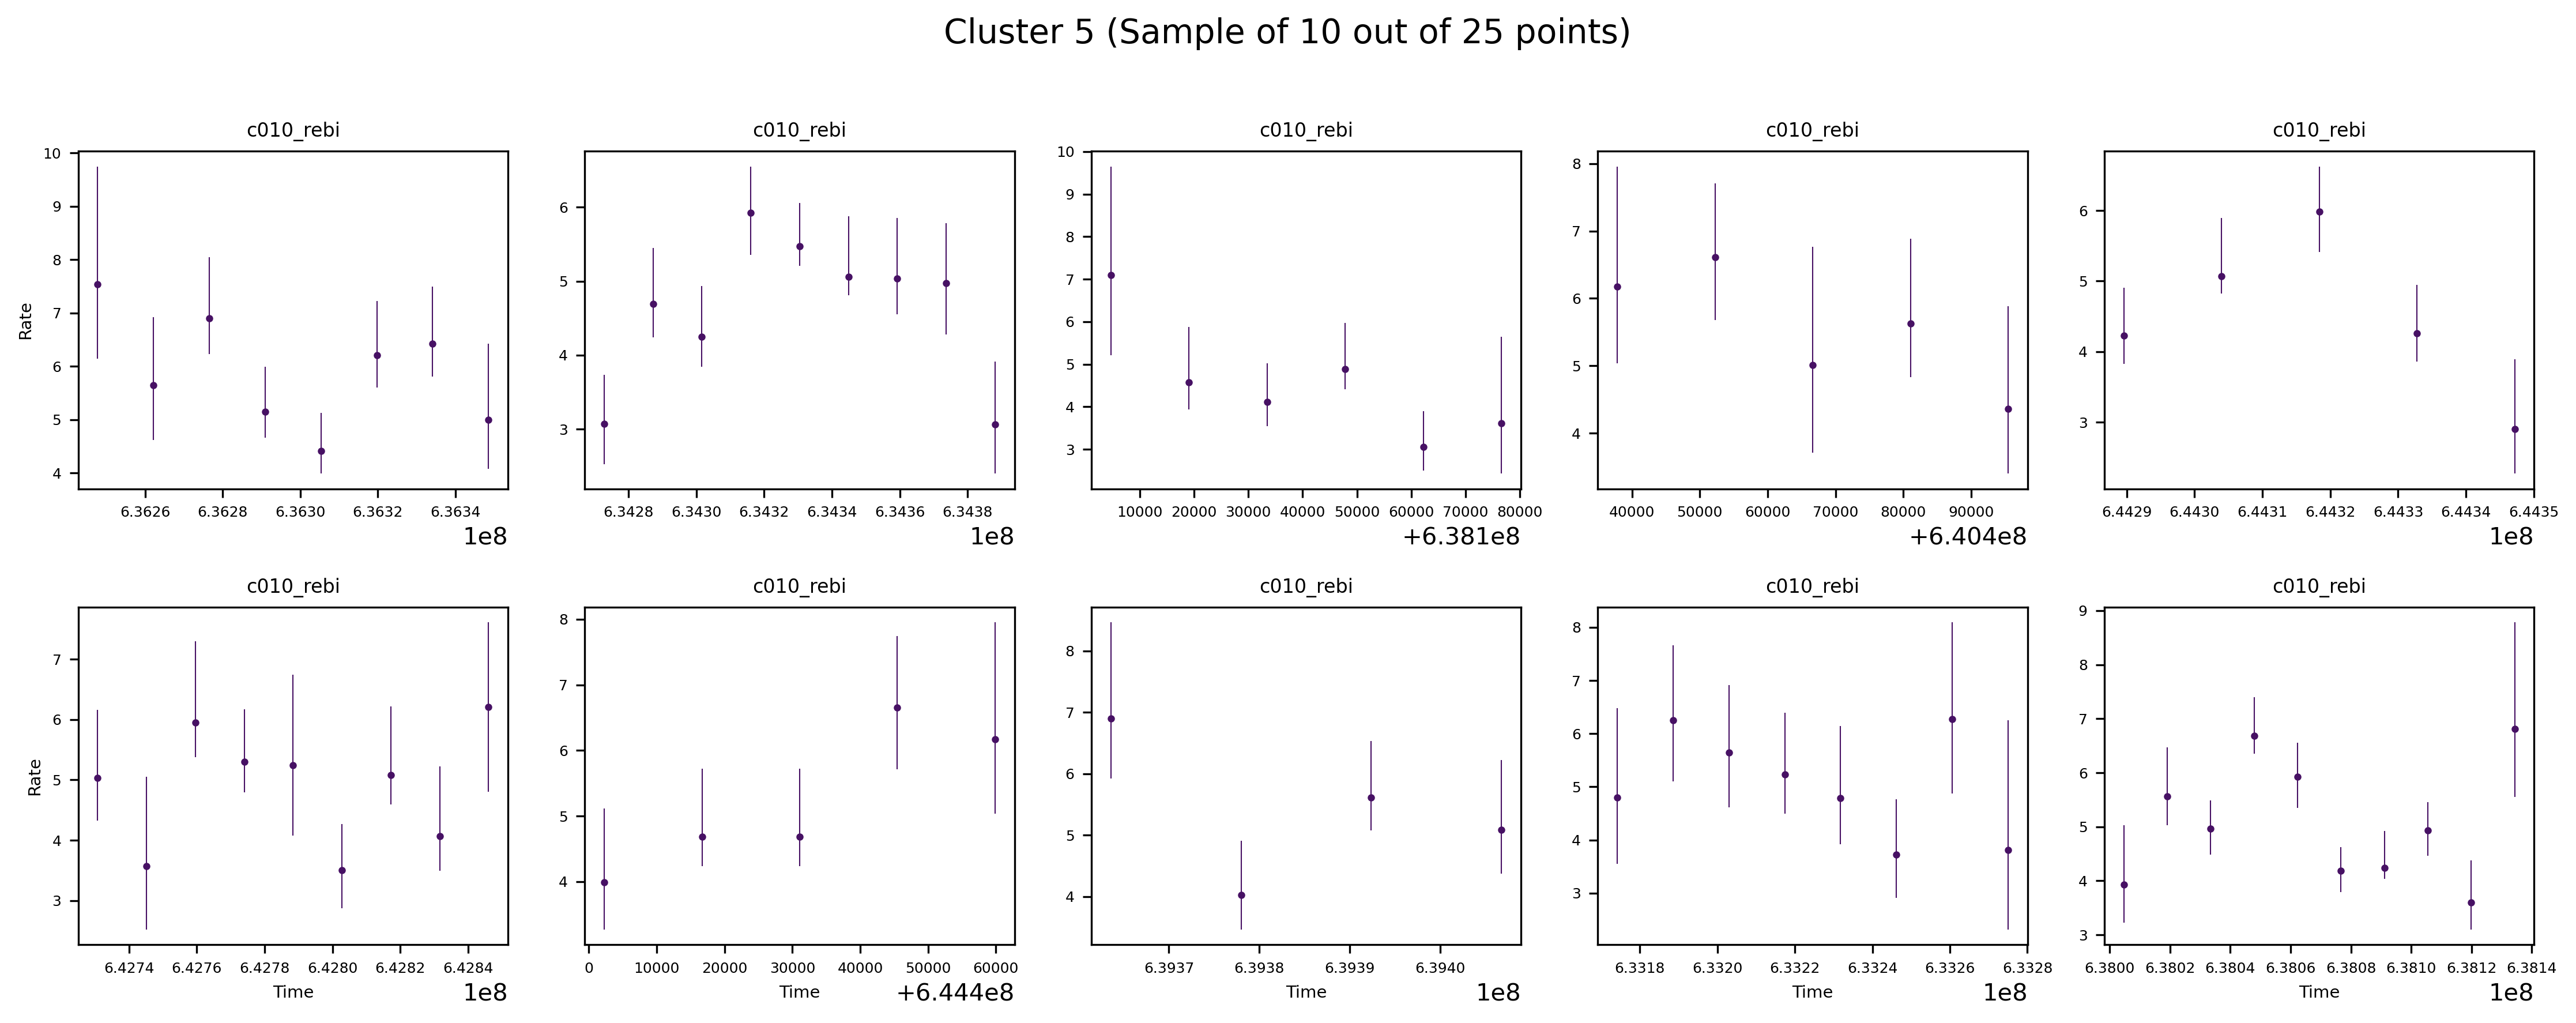 Cluster 5 (Sample of 10 out of 25 points)
c010_rebi c010_rebi c010_rebi c010_rebi c010_rebi
Rate
10
9
8
7
6
5
4
6.3626 6.3628 6.3630 6.3632 6.3634
1e8
6
5
4
3
6.3428 6.3430 6.3432 6.3434 6.3436 6.3438
1e8
10
9
8
7
6
5
4
3
10000 20000 30000 40000 50000 60000 70000 80000
+6.381e8
8
7
6
5
4
40000 50000 60000 70000 80000 90000
+6.404e8
6
5
4
3
6.4429 6.4430 6.4431 6.4432 6.4433 6.4434 6.4435
1e8
c010_rebi c010_rebi c010_rebi c010_rebi c010_rebi
Rate
7
6
5
4
3
6.4274 6.4276 6.4278 6.4280 6.4282 6.4284
Time 1e8
8
7
6
5
4
0 10000 20000 30000 40000 50000 60000
Time +6.444e8
8
7
6
5
4
6.3937 6.3938 6.3939 6.3940
Time 1e8
8
7
6
5
4
3
6.3318 6.3320 6.3322 6.3324 6.3326 6.3328
Time 1e8
9
8
7
6
5
4
3
6.3800 6.3802 6.3804 6.3806 6.3808 6.3810 6.3812 6.3814
Time 1e8